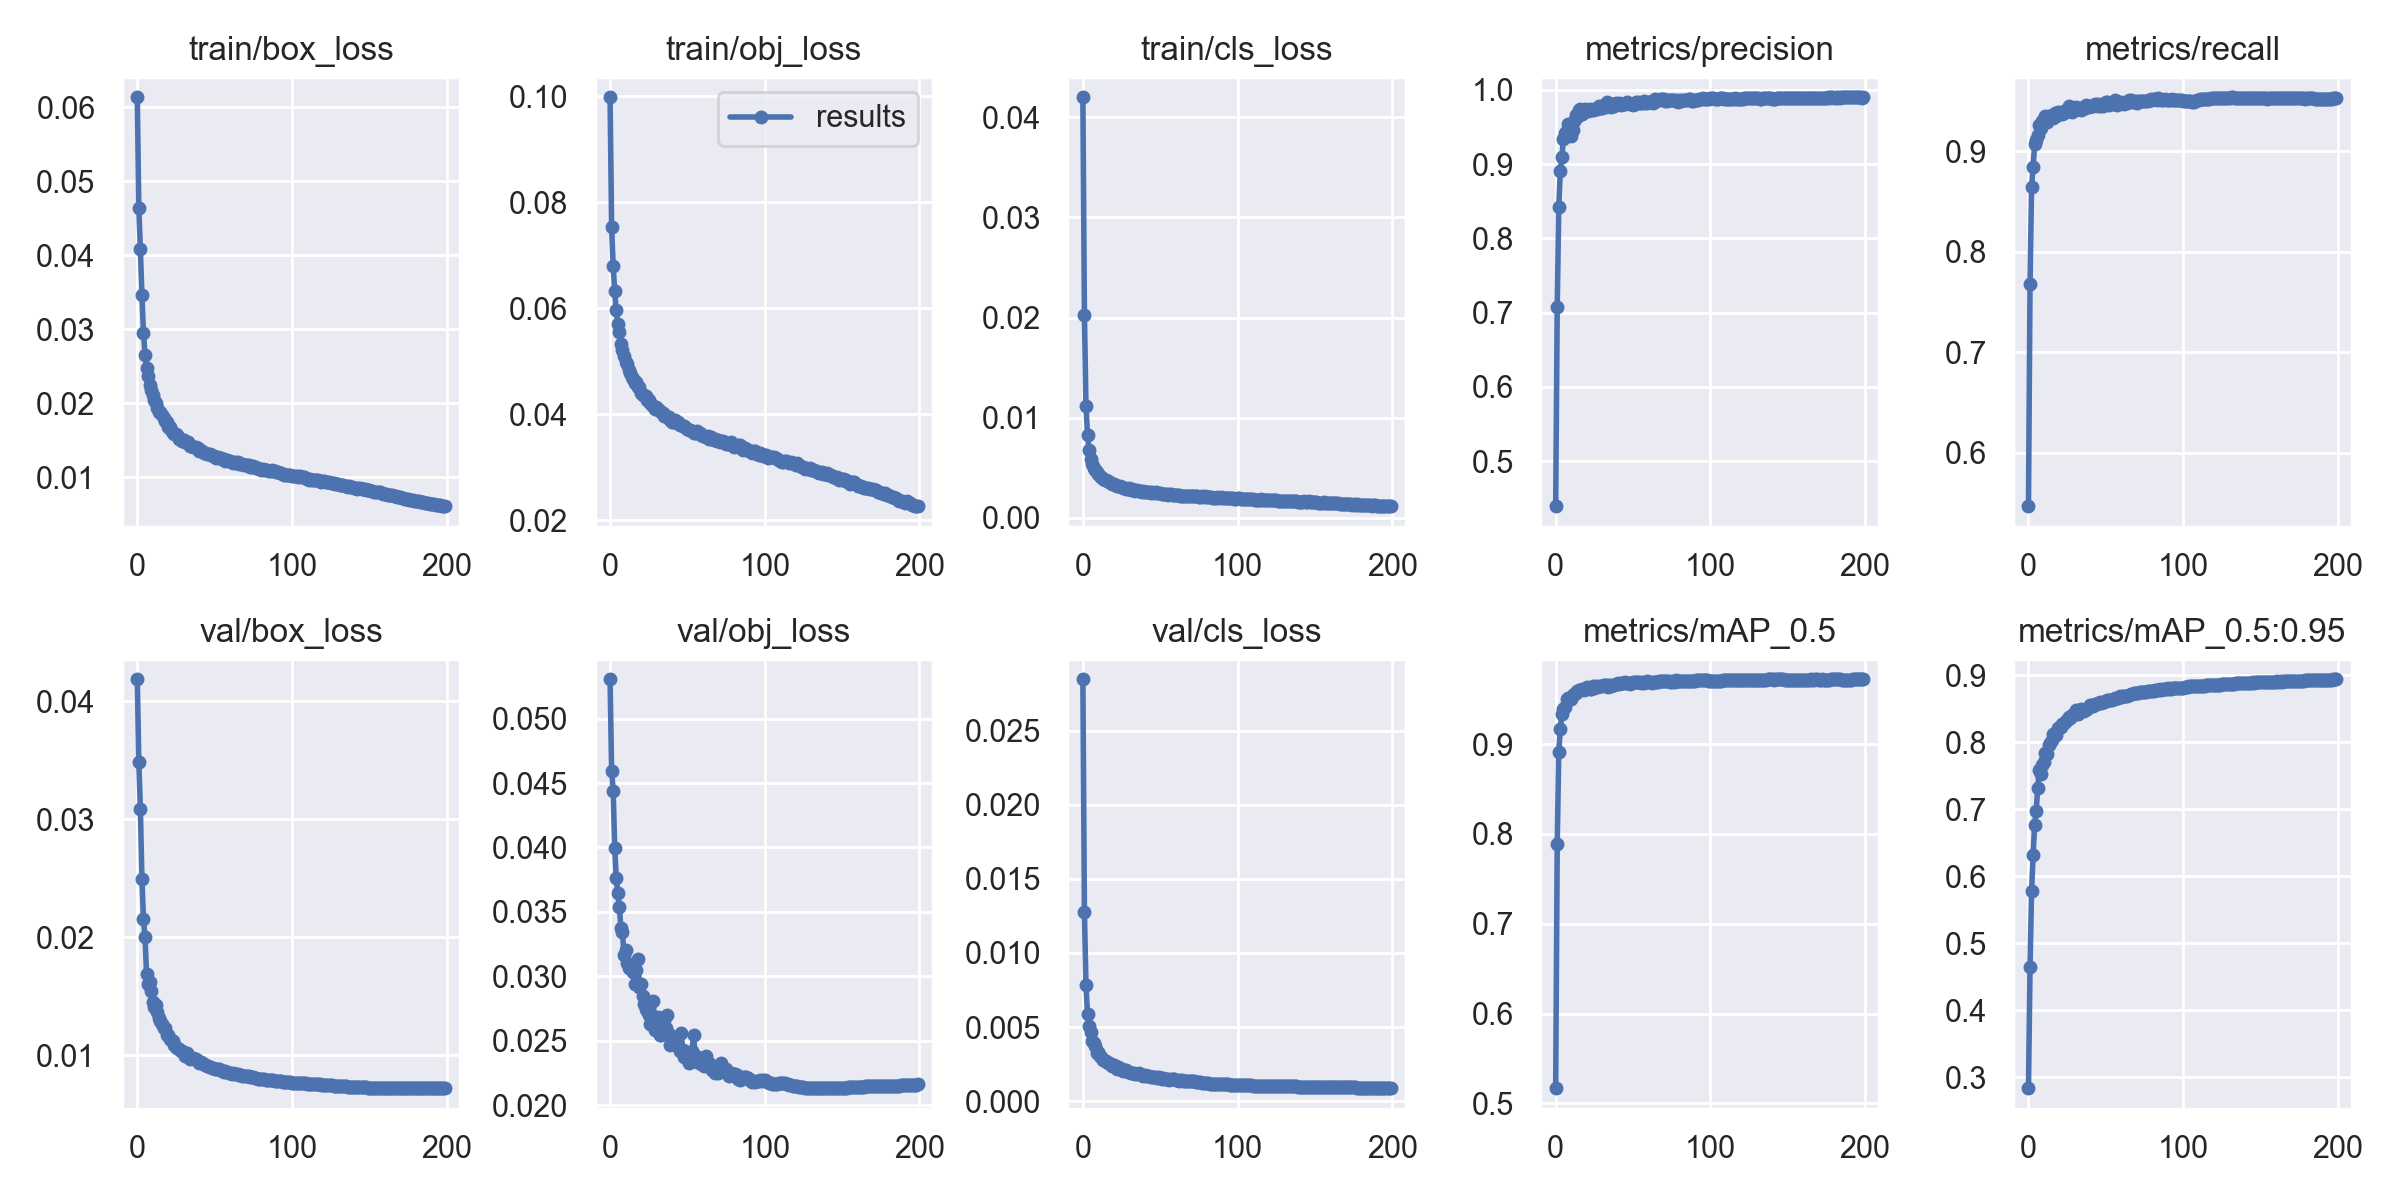 train/box_loss
0.06
0.05
0.04
0.03
0.02
0.01
0 100 200
train/obj_loss
results
0.10
0.08
0.06
0.04
0.02
0 100 200
train/cls_loss
0.04
0.03
0.02
0.01
0.00
0 100 200
metrics/precision
1.0
0.9
0.8
0.7
0.6
0.5
0 100 200
metrics/recall
0.9
0.8
0.7
0.6
0 100 200
val/box_loss
0.04
0.03
0.02
0.01
0 100 200
val/obj_loss
0.050
0.045
0.040
0.035
0.030
0.025
0.020
0 100 200
val/cls_loss
0.025
0.020
0.015
0.010
0.005
0.000
0 100 200
metrics/mAP_0.5
0.9
0.8
0.7
0.6
0.5
0 100 200
metrics/mAP_0.5:0.95
0.9
0.8
0.7
0.6
0.5
0.4
0.3
0 100 200